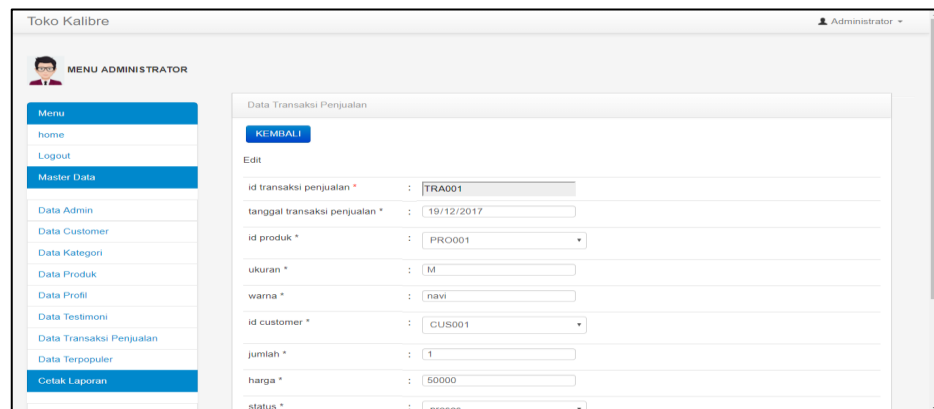 Toko Kalibre
Administrator
MENU ADMINISTRATOR
Menu
home
Logout
Master Data
Data Admin
Data Customer
Data Kategori
Data Produk
Data Profil
Data Testimoni
Data Transaksi Penjualan
Data Terpopuler
Cetak Laporan
Data Transaksi Penjualan
KEMBALI
Edit
id transaksi penjualan * : TRA001
tanggal transaksi penjualan * : 19/12/2017
id produk * : PRO001
ukuran * : M
warna * : navi
id customer * : CUS001
jumlah * : 1
harga * : 50000
status * :